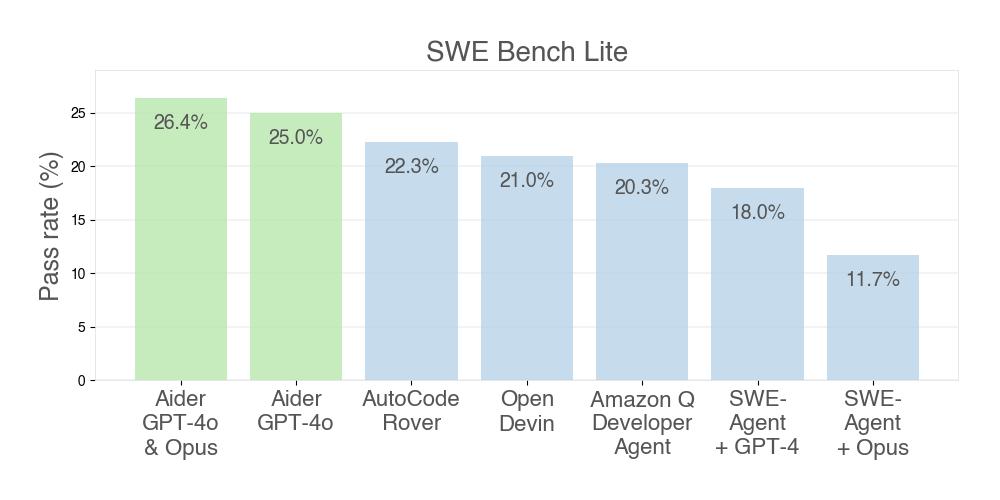 SWE Bench Lite
Pass rate (%)
25
20
15
10
5
0
26.4%
25.0%
22.3%
21.0%
20.3%
18.0%
11.7%
Aider
GPT-4o
& Opus
Aider
GPT-4o
AutoCode
Rover
Open
Devin
Amazon Q
Developer
Agent
SWE-
Agent
+ GPT-4
SWE-
Agent
+ Opus